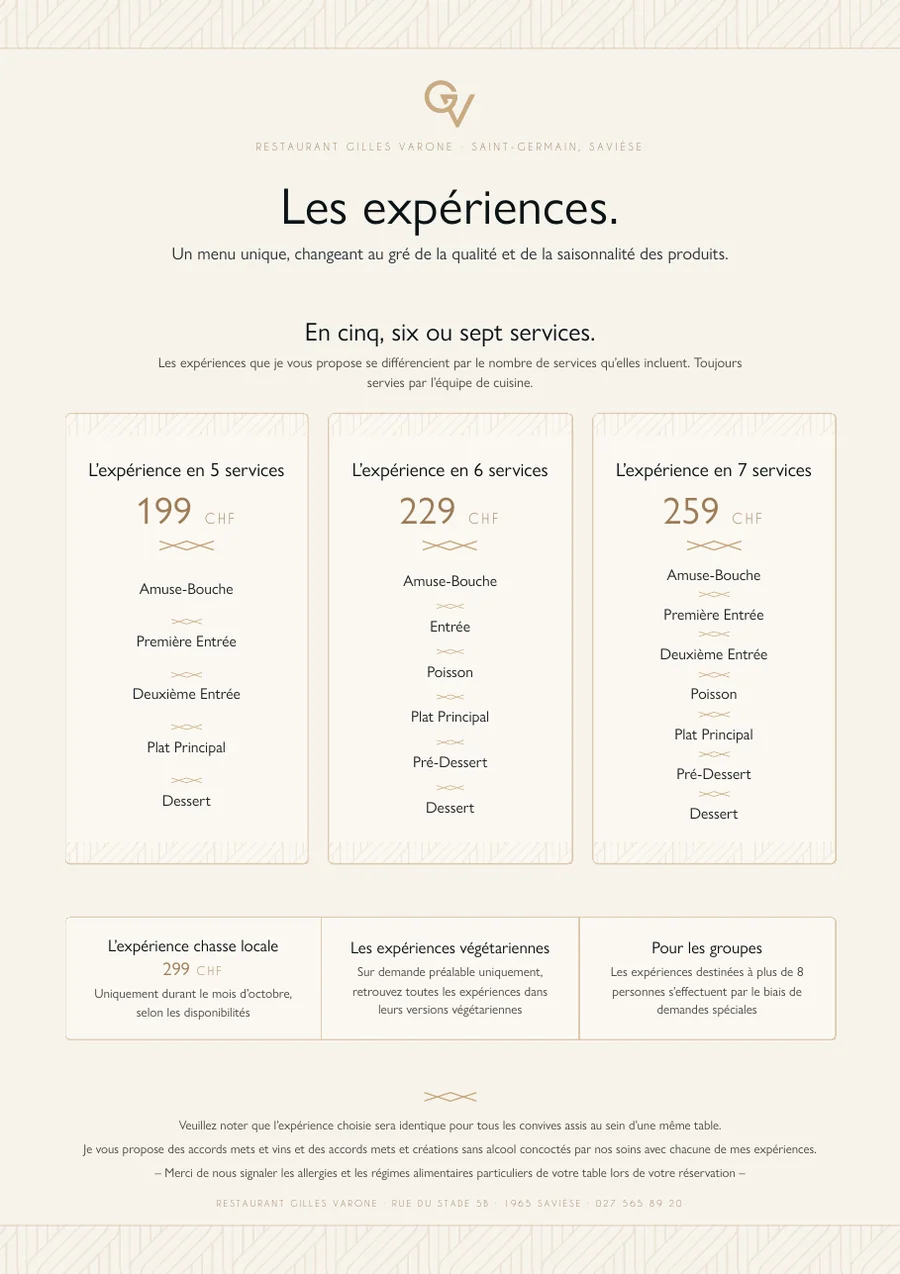 GV
RESTAURANT GILLES VARONE · SAINT-GERMAIN, SAVIÈSE
Les expériences.
Un menu unique, changeant au gré de la qualité et de la saisonnalité des produits.
En cinq, six ou sept services.
Les expériences que je vous propose se différencient par le nombre de services qu’elles incluent. Toujours
servies par l’équipe de cuisine.
L’expérience en 5 services
199 CHF
Amuse-Bouche
Première Entrée
Deuxième Entrée
Plat Principal
Dessert
L’expérience en 6 services
229 CHF
Amuse-Bouche
Entrée
Poisson
Plat Principal
Pré-Dessert
Dessert
L’expérience en 7 services
259 CHF
Amuse-Bouche
Première Entrée
Deuxième Entrée
Poisson
Plat Principal
Pré-Dessert
Dessert
L’expérience chasse locale
299 CHF
Uniquement durant le mois d’octobre,
selon les disponibilités
Les expériences végétariennes
Sur demande préalable uniquement,
retrouvez toutes les expériences dans
leurs versions végétariennes
Pour les groupes
Les expériences destinées à plus de 8
personnes s’effectuent par le biais de
demandes spéciales
Veuillez noter que l’expérience choisie sera identique pour tous les convives assis au sein d’une même table.
Je vous propose des accords mets et vins et des accords mets et créations sans alcool concoctés par nos soins avec chacune de mes expériences.
– Merci de nous signaler les allergies et les régimes alimentaires particuliers de votre table lors de votre réservation –
RESTAURANT GILLES VARONE · RUE DU STADE 5B · 1965 SAVIÈSE · 027 565 89 20